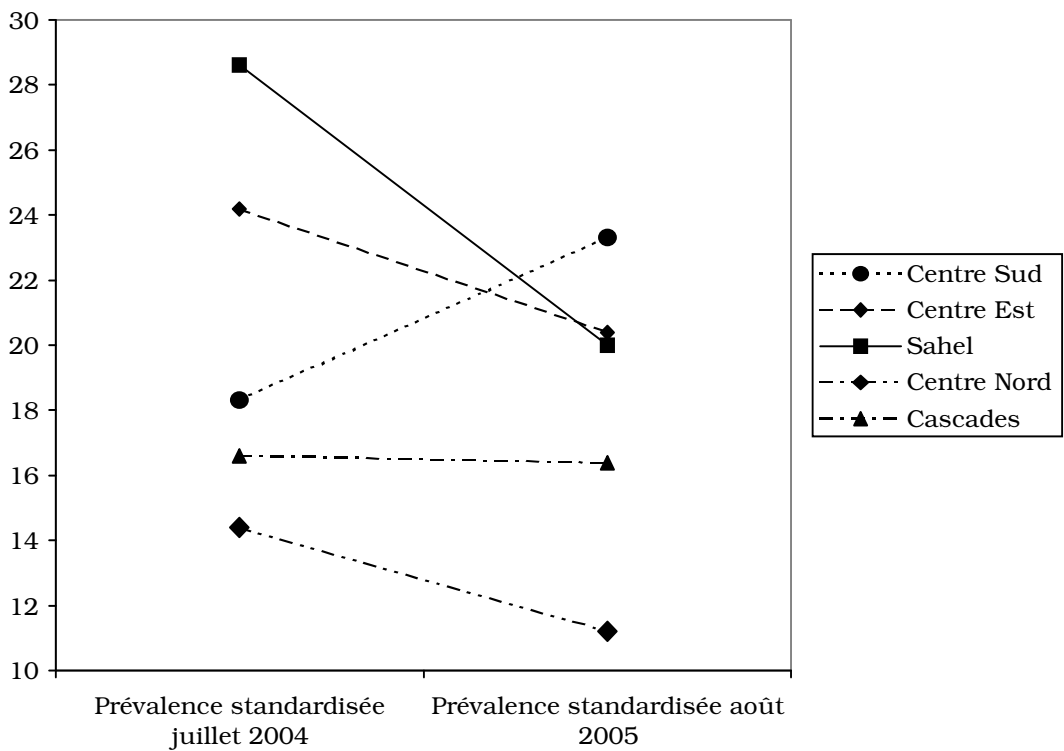 30
28
26
24
22
20
18
16
14
12
10
Prévalence standardisée
juillet 2004
Prévalence standardisée août
2005
Centre Sud
Centre Est
Sahel
Centre Nord
Cascades